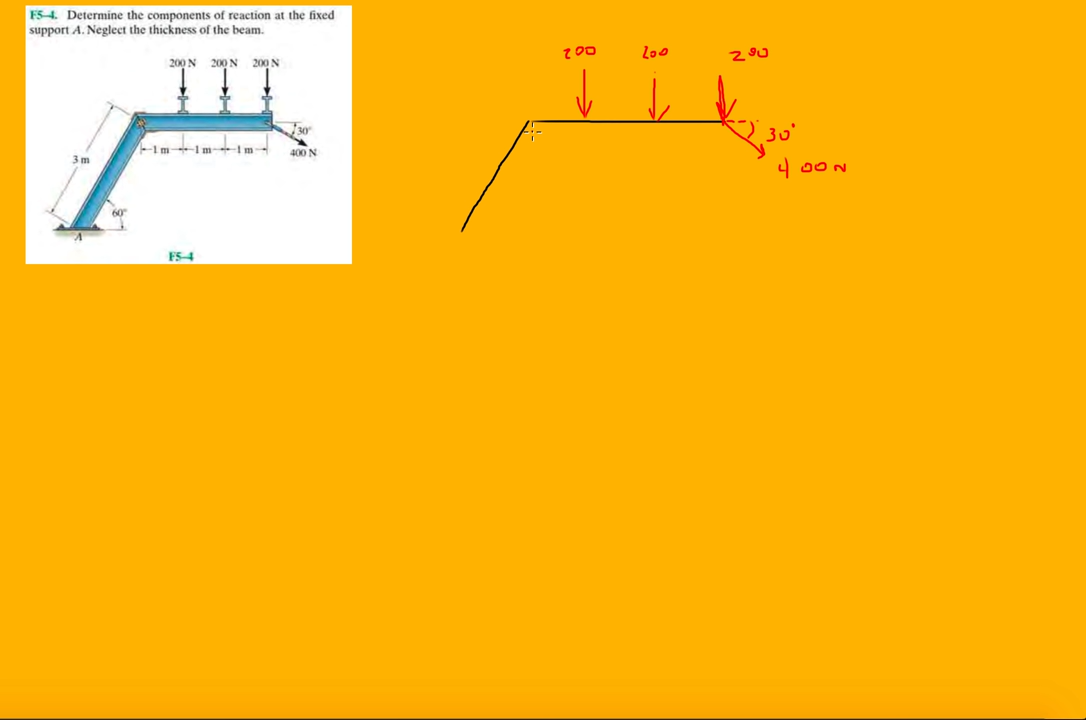 F5–4. Determine the components of reaction at the fixed
support A. Neglect the thickness of the beam.
200 N 200 N 200 N
30°
1 m 1 m 1 m
400 N
3 m
60°
A
F5–4
200 200 200
30°
400 N